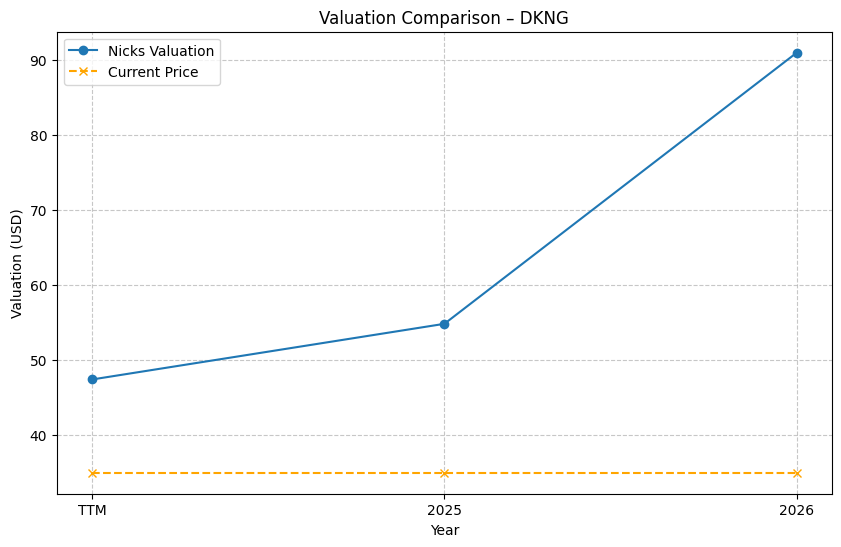 Valuation Comparison – DKNG
Nicks Valuation
Current Price
Valuation (USD)
90
80
70
60
50
40
TTM
2025
2026
Year